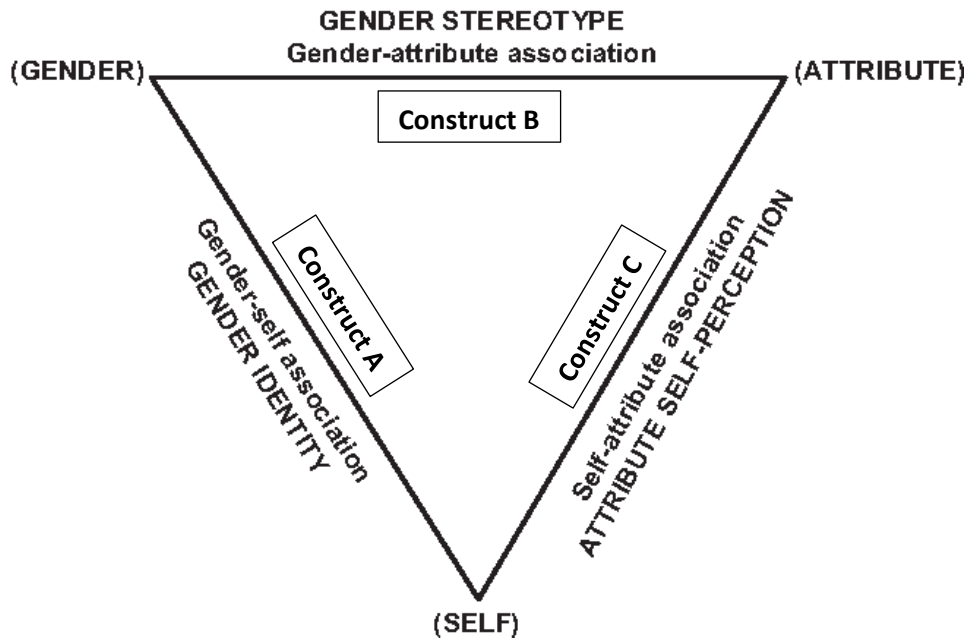 GENDER STEREOTYPE
Gender-attribute association
(GENDER)
(ATTRIBUTE)
Construct B
Gender-self association
GENDER IDENTITY
Construct A
Construct C
Self-attribute association
ATTRIBUTE SELF-PERCEPTION
(SELF)